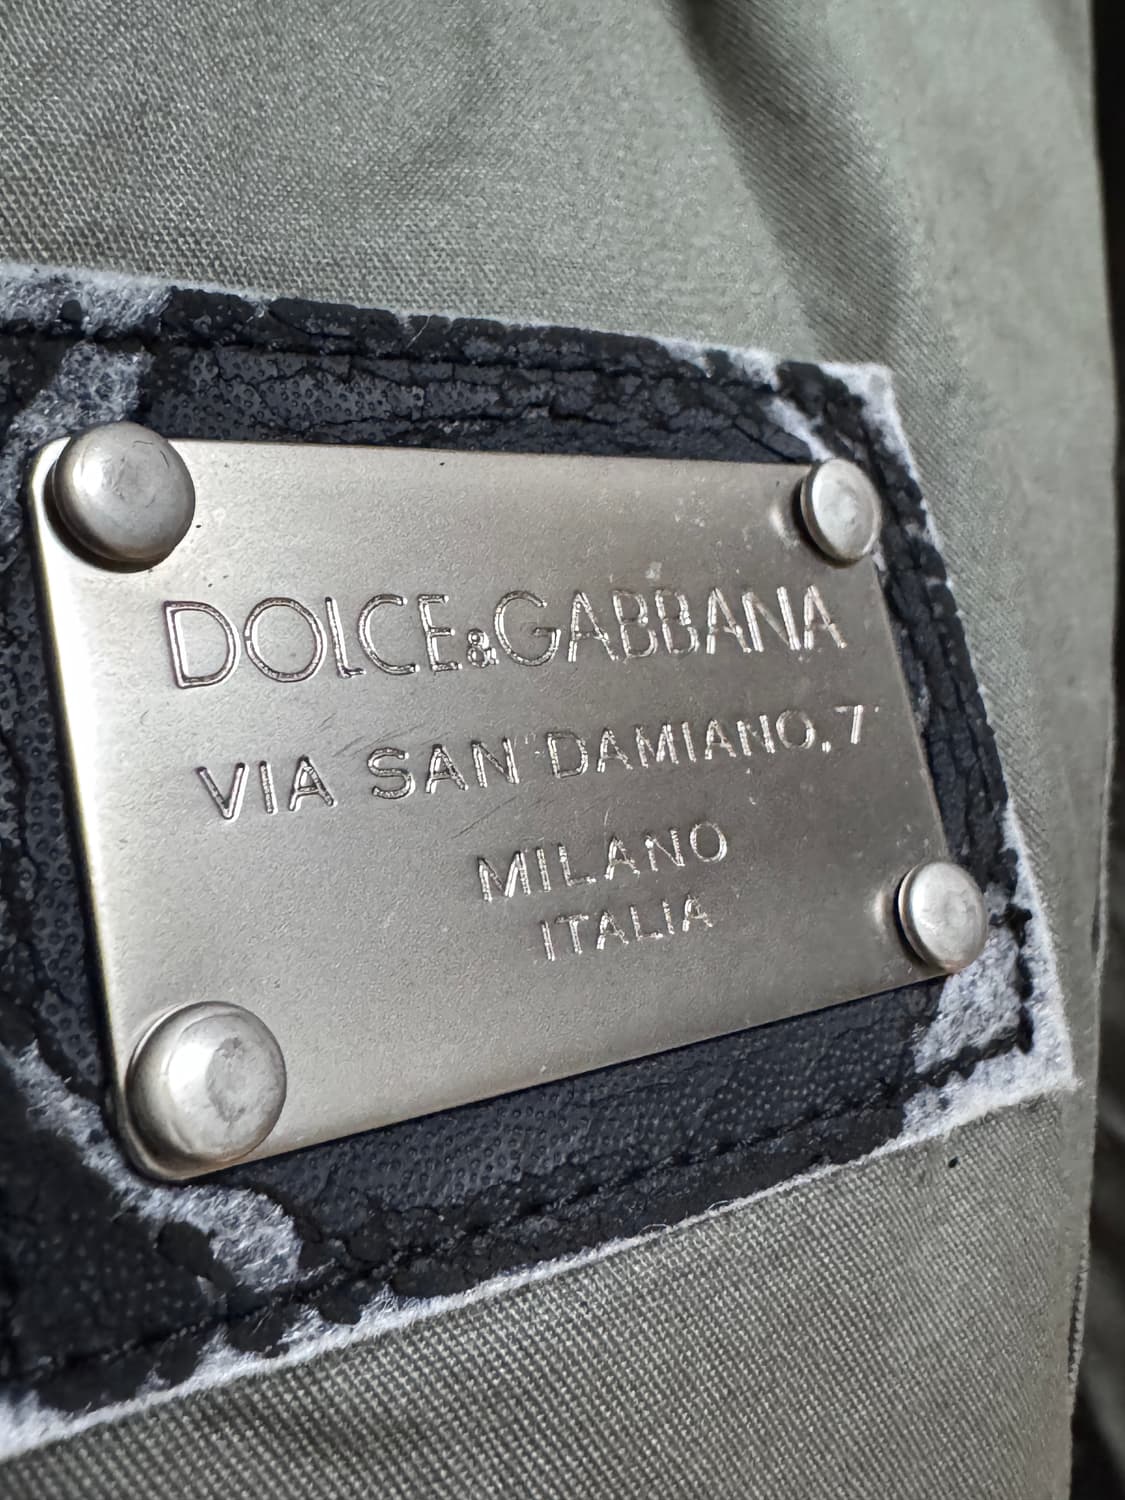 DOLCE&GABBANA
VIA SAN DAMIANO,7
MILANO
ITALIA